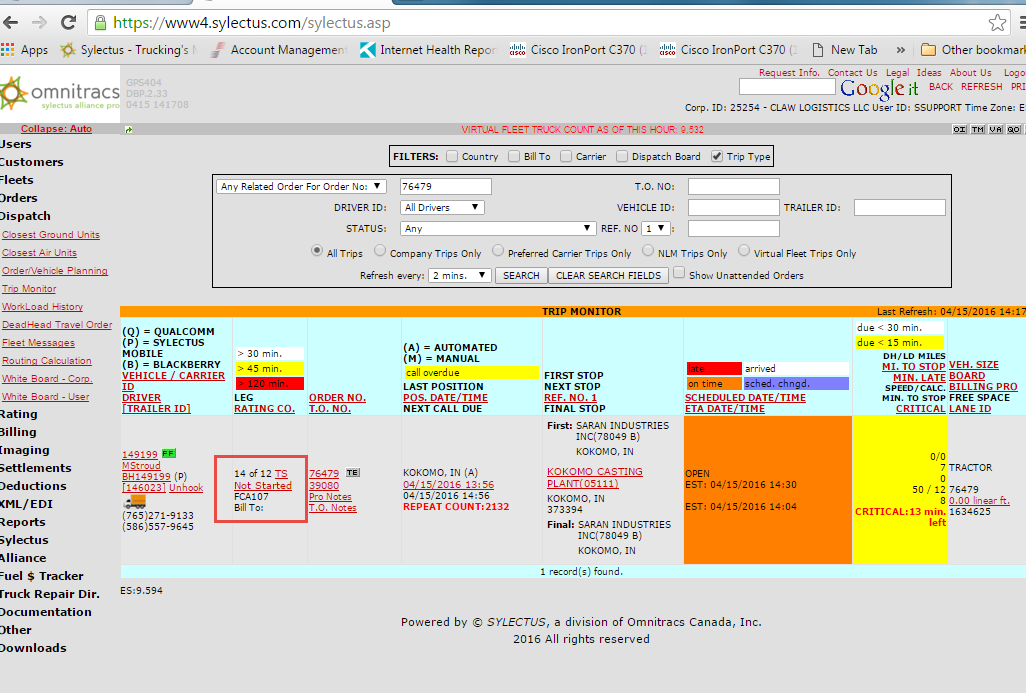 https://www4.sylectus.com/sylectus.asp
Apps Sylectus - Trucking's Account Managemen Internet Health Repor Cisco IronPort C370 ( Cisco IronPort C370 ( New Tab » Other bookmark
omnitracs
sylectus alliance pro
GPS404
DBP-2.33
0415 141708
Request Info. Contact Us Legal Ideas About Us Logo
Google it BACK REFRESH PRI
Corp. ID: 25254 - CLAW LOGISTICS LLC User ID: SSUPPORT Time Zone: E
Collapse: Auto
VIRTUAL FLEET TRUCK COUNT AS OF THIS HOUR: 9,532
OI TM VA QO
Users
Customers
Fleets
Orders
Dispatch
Closest Ground Units
Closest Air Units
Order/Vehicle Planning
Trip Monitor
WorkLoad History
DeadHead Travel Order
Fleet Messages
Routing Calculation
White Board - Corp.
White Board - User
Rating
Billing
Imaging
Settlements
Deductions
XML/EDI
Reports
Sylectus
Alliance
Fuel $ Tracker
Truck Repair Dir.
Documentation
Other
Downloads
FILTERS: Country Bill To Carrier Dispatch Board Trip Type
Any Related Order For Order No: 76479 T.O. NO:
DRIVER ID: All Drivers VEHICLE ID: TRAILER ID:
STATUS: Any REF. NO 1 :
All Trips Company Trips Only Preferred Carrier Trips Only NLM Trips Only Virtual Fleet Trips Only
Refresh every: 2 mins. SEARCH CLEAR SEARCH FIELDS Show Unattended Orders
TRIP MONITOR
Last Refresh: 04/15/2016 14:17
(Q) = QUALCOMM
(P) = SYLECTUS
MOBILE
(B) = BLACKBERRY
VEHICLE / CARRIER
ID
DRIVER
[TRAILER ID]
> 30 min.
> 45 min.
> 120 min.
LEG
RATING CO.
ORDER NO.
T.O. NO.
(A) = AUTOMATED
(M) = MANUAL
call overdue
LAST POSITION
POS. DATE/TIME
NEXT CALL DUE
FIRST STOP
NEXT STOP
REF. NO. 1
FINAL STOP
late arrived
on time sched. chngd.
SCHEDULED DATE/TIME
ETA DATE/TIME
due < 30 min.
due < 15 min.
DH/LD MILES
MI. TO STOP
MIN. LATE
SPEED/CALC.
MIN. TO STOP
CRITICAL
VEH. SIZE
BOARD
BILLING PRO
FREE SPACE
LANE ID
149199 FF
MStroud
BH149199 (P)
[146023] Unhook
(765)271-9133
(586)557-9645
14 of 12 TS
Not Started
FCA107
Bill To:
76479 TE
39080
Pro Notes
T.O. Notes
KOKOMO, IN (A)
04/15/2016 13:56
04/15/2016 14:56
REPEAT COUNT:2132
First: SARAN INDUSTRIES
INC(78049 B)
KOKOMO, IN
KOKOMO CASTING
PLANT(05111)
KOKOMO, IN
373394
Final: SARAN INDUSTRIES
INC(78049 B)
KOKOMO, IN
OPEN
EST: 04/15/2016 14:30
EST: 04/15/2016 14:04
0/0
7
0
50 / 12
8
CRITICAL:13 min.
left
TRACTOR
76479
0.00 linear ft.
1634625
1 record(s) found.
ES:9.594
Powered by © SYLECTUS, a division of Omnitracs Canada, Inc.
2016 All rights reserved